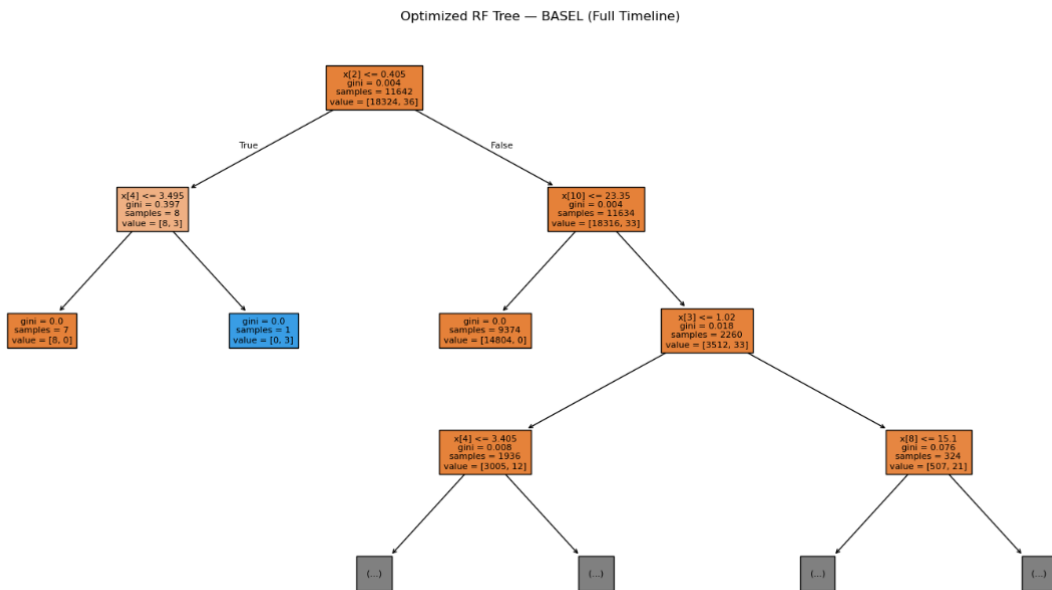 Optimized RF Tree — BASEL (Full Timeline)
x[2] <= 0.405
gini = 0.004
samples = 11642
value = [18324, 36]
True
False
x[4] <= 3.495
gini = 0.397
samples = 8
value = [8, 3]
x[10] <= 23.35
gini = 0.004
samples = 11634
value = [18316, 33]
gini = 0.0
samples = 7
value = [8, 0]
gini = 0.0
samples = 1
value = [0, 3]
gini = 0.0
samples = 9374
value = [14804, 0]
x[3] <= 1.02
gini = 0.018
samples = 2260
value = [3512, 33]
x[4] <= 3.405
gini = 0.008
samples = 1936
value = [3005, 12]
x[8] <= 15.1
gini = 0.076
samples = 324
value = [507, 21]
(...)
(...)
(...)
(...)